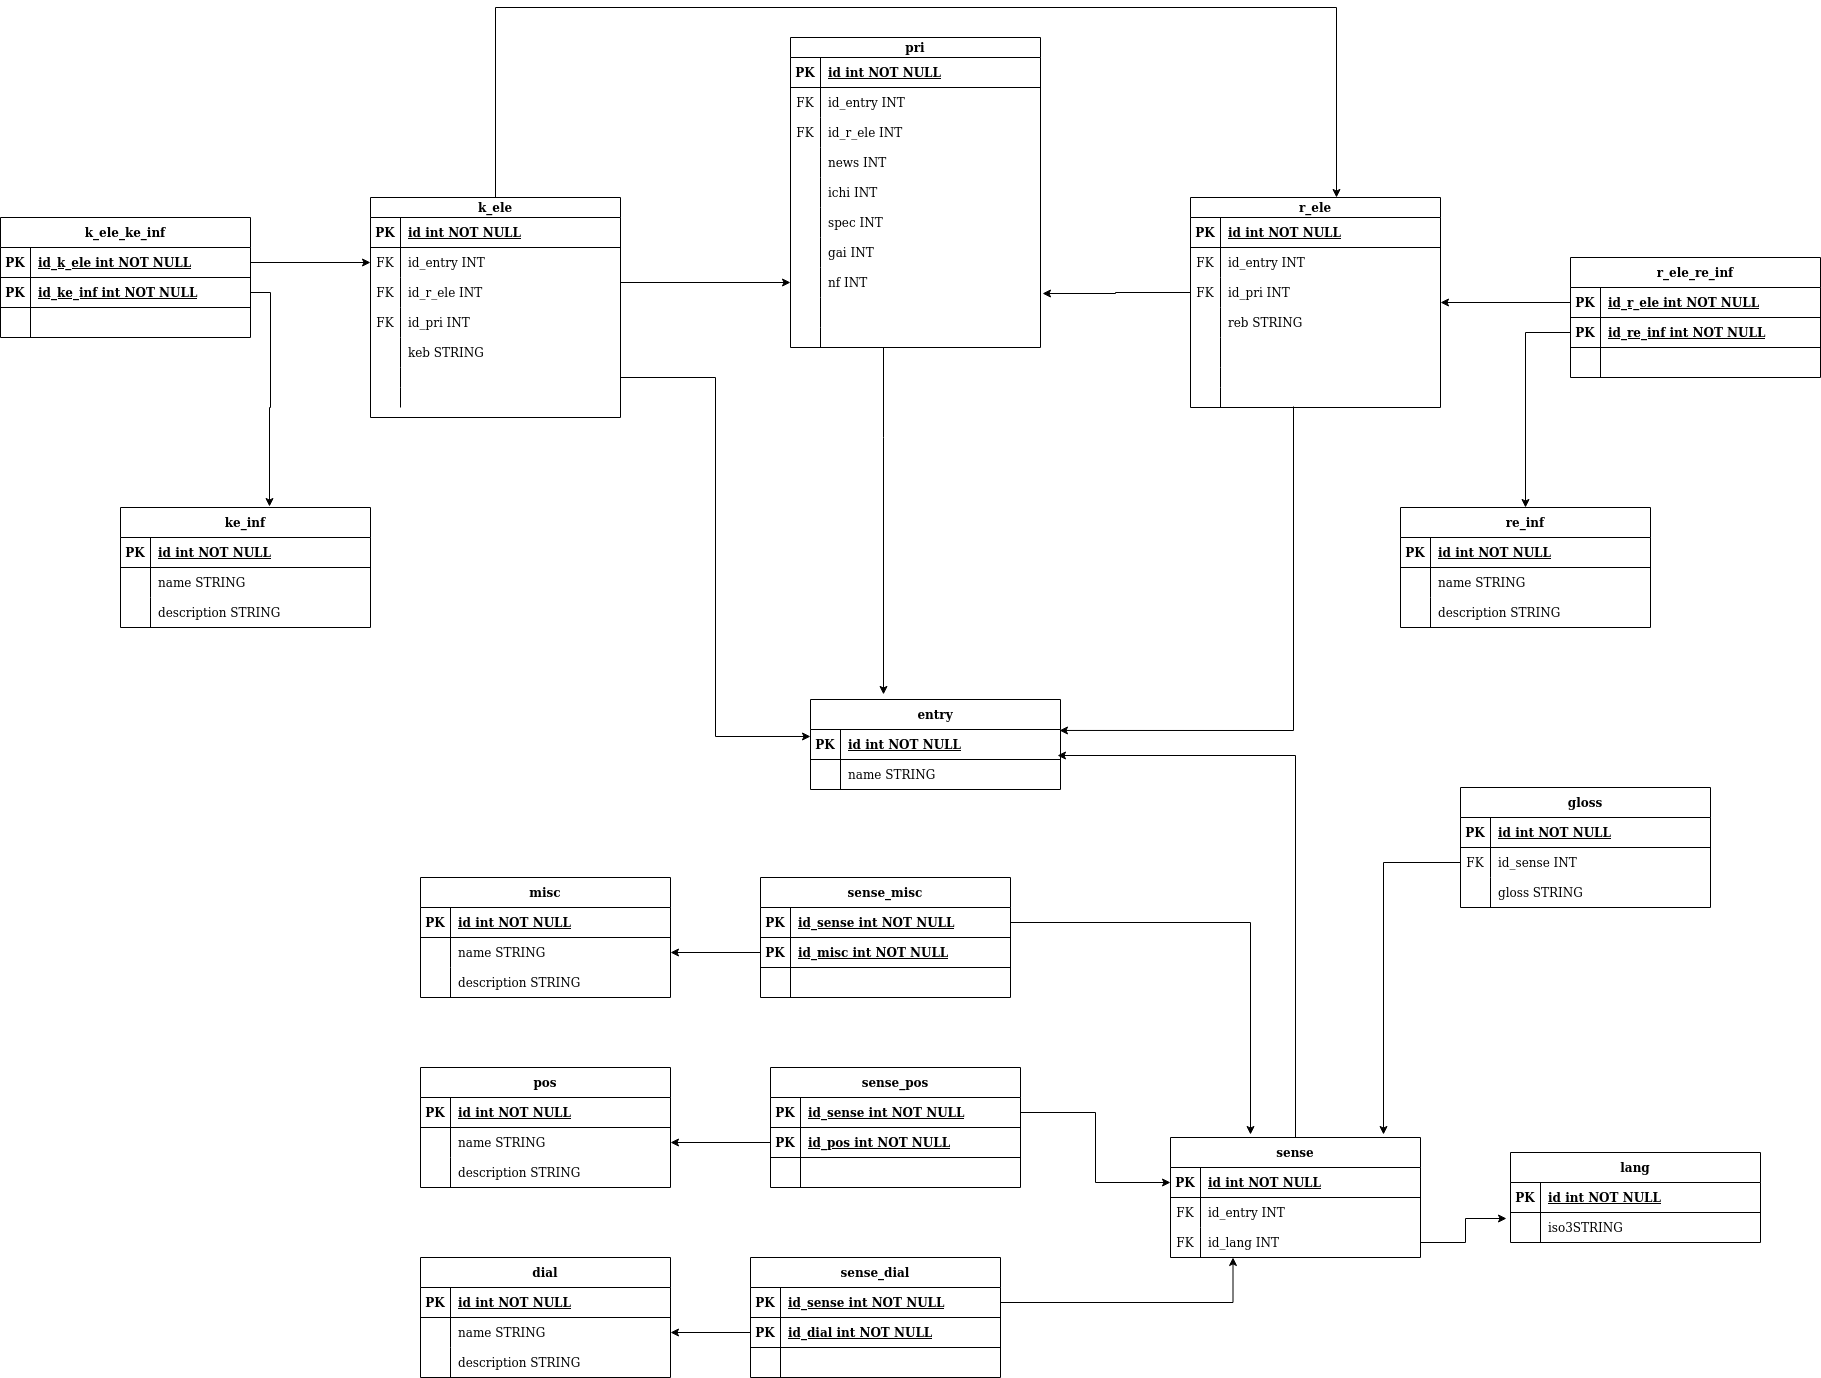 pri
PK id int NOT NULL
FK id_entry INT
FK id_r_ele INT
news INT
ichi INT
spec INT
gai INT
nf INT
k_ele_ke_inf
PK id_k_ele int NOT NULL
PK id_ke_inf int NOT NULL
k_ele
PK id int NOT NULL
FK id_entry INT
FK id_r_ele INT
FK id_pri INT
keb STRING
r_ele
PK id int NOT NULL
FK id_entry INT
FK id_pri INT
reb STRING
r_ele_re_inf
PK id_r_ele int NOT NULL
PK id_re_inf int NOT NULL
ke_inf
PK id int NOT NULL
name STRING
description STRING
re_inf
PK id int NOT NULL
name STRING
description STRING
entry
PK id int NOT NULL
name STRING
gloss
PK id int NOT NULL
FK id_sense INT
gloss STRING
misc
PK id int NOT NULL
name STRING
description STRING
sense_misc
PK id_sense int NOT NULL
PK id_misc int NOT NULL
pos
PK id int NOT NULL
name STRING
description STRING
sense_pos
PK id_sense int NOT NULL
PK id_pos int NOT NULL
sense
PK id int NOT NULL
FK id_entry INT
FK id_lang INT
lang
PK id int NOT NULL
iso3STRING
dial
PK id int NOT NULL
name STRING
description STRING
sense_dial
PK id_sense int NOT NULL
PK id_dial int NOT NULL